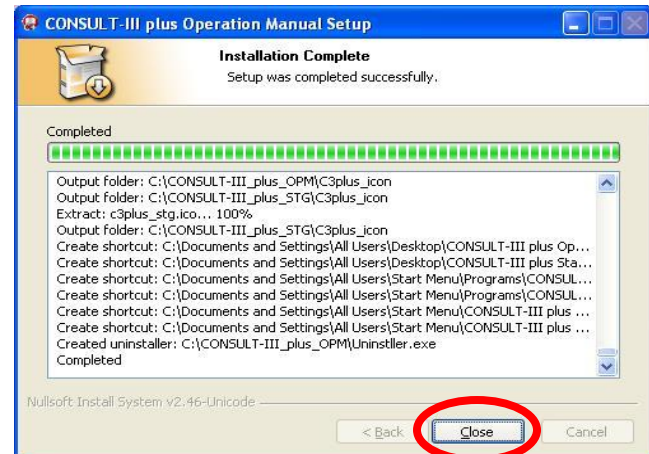 CONSULT-III plus Operation Manual Setup
Installation Complete
Setup was completed successfully.
Completed
Output folder: C:\CONSULT-III_plus_OPM\C3plus_icon
Output folder: C:\CONSULT-III_plus_STG\C3plus_icon
Extract: c3plus_stg.ico... 100%
Output folder: C:\CONSULT-III_plus_STG\C3plus_icon
Create shortcut: C:\Documents and Settings\All Users\Desktop\CONSULT-III plus Op...
Create shortcut: C:\Documents and Settings\All Users\Desktop\CONSULT-III plus Sta...
Create shortcut: C:\Documents and Settings\All Users\Start Menu\Programs\CONSUL...
Create shortcut: C:\Documents and Settings\All Users\Start Menu\Programs\CONSUL...
Create shortcut: C:\Documents and Settings\All Users\Start Menu\CONSULT-III plus ...
Create shortcut: C:\Documents and Settings\All Users\Start Menu\CONSULT-III plus ...
Created uninstaller: C:\CONSULT-III_plus_OPM\Uninstller.exe
Completed
Nullsoft Install System v2.46-Unicode
< Back Close Cancel